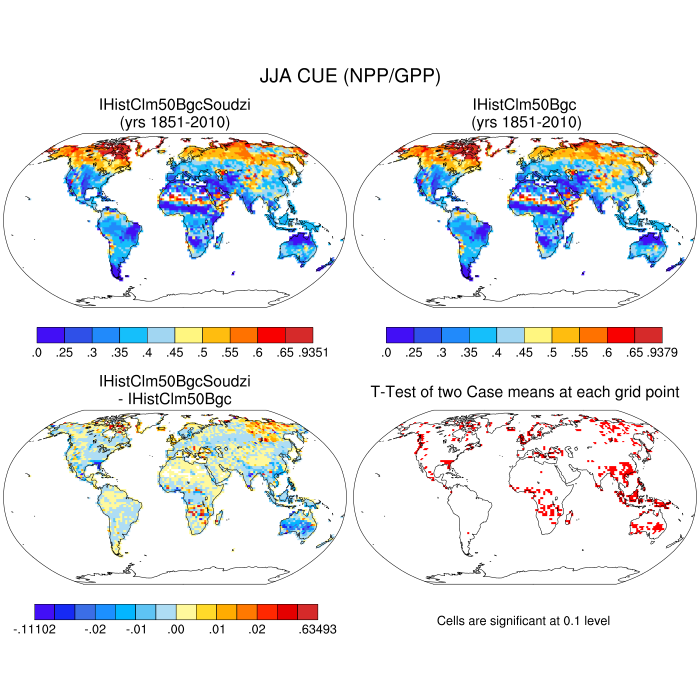 JJA CUE (NPP/GPP)
IHistClm50BgcSoudzi
(yrs 1851-2010)
IHistClm50Bgc
(yrs 1851-2010)
.0 .25 .3 .35 .4 .45 .5 .55 .6 .65 .9351
.0 .25 .3 .35 .4 .45 .5 .55 .6 .65 .9379
IHistClm50BgcSoudzi
- IHistClm50Bgc
T-Test of two Case means at each grid point
-.11102 -.02 -.01 .00 .01 .02 .63493
Cells are significant at 0.1 level